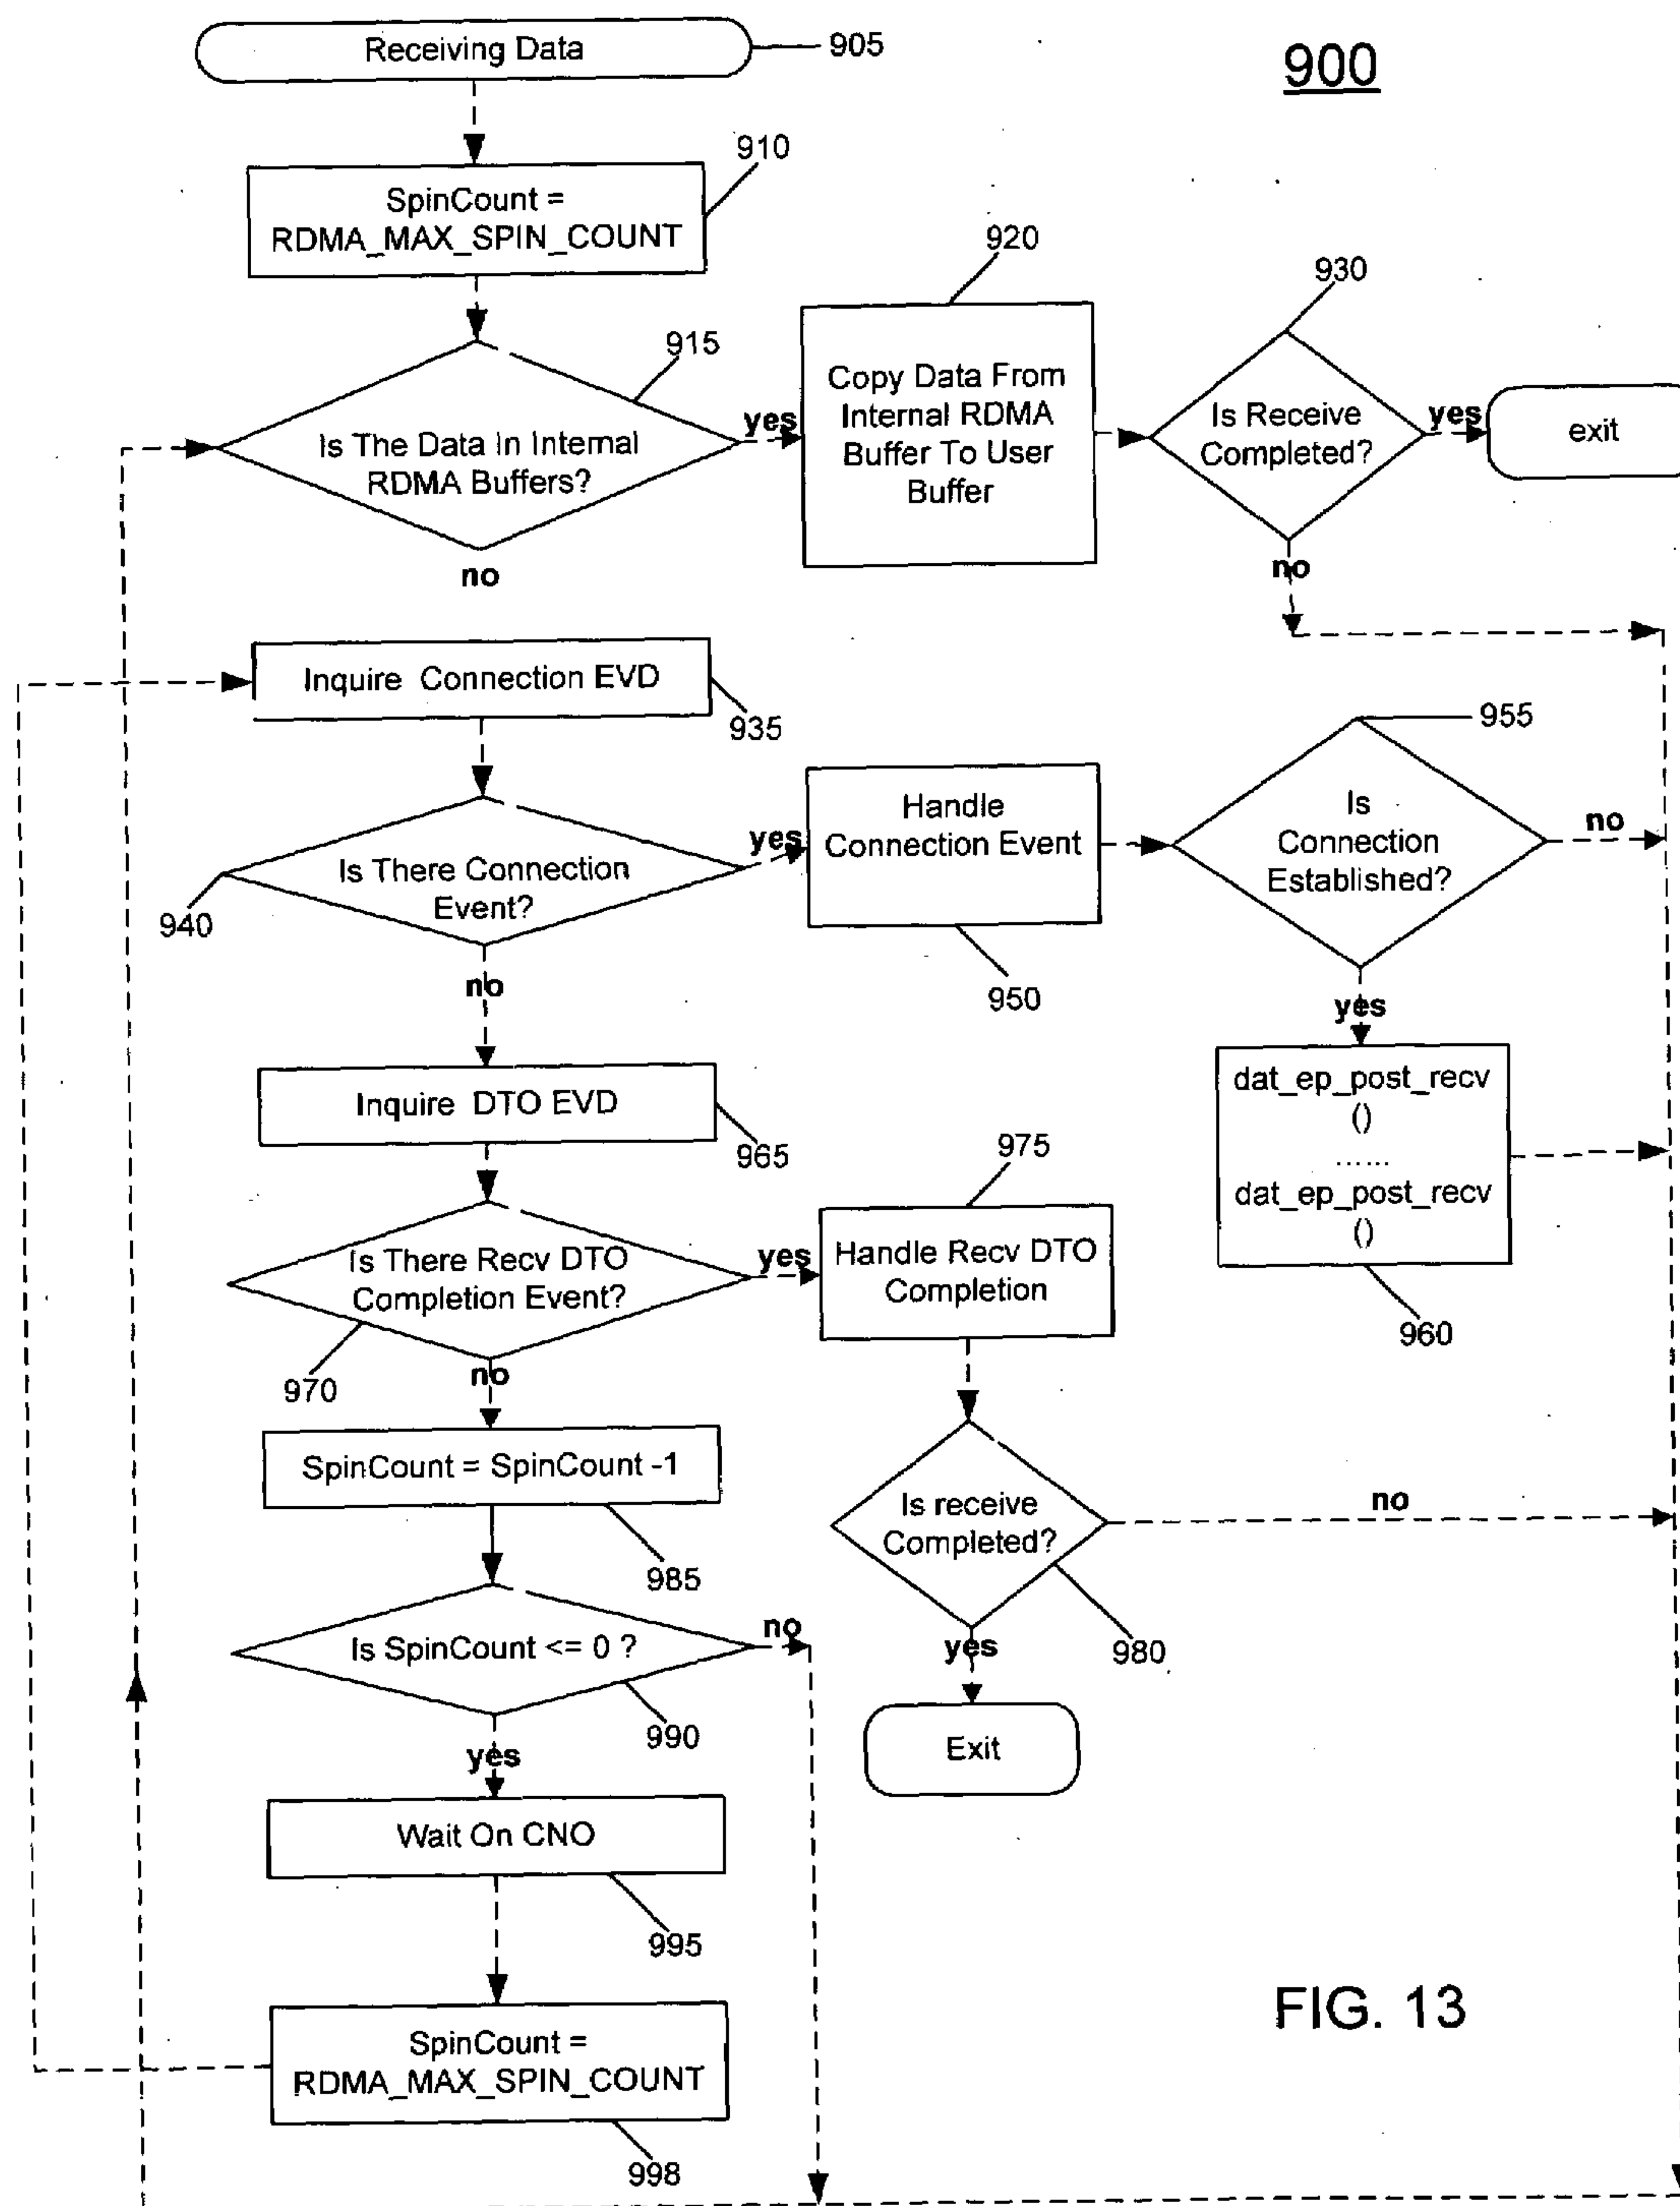 Receiving Data
905
900
910
SpinCount =
RDMA_MAX_SPIN_COUNT
920
930
915
Is The Data In Internal
RDMA Buffers?
yes
Copy Data From
Internal RDMA
Buffer To User
Buffer
Is Receive
Completed?
yes
exit
no
no
Inquire Connection EVD
935
955
Is There Connection
Event?
940
yes
Handle
Connection Event
950
Is
Connection
Established?
no
no
yes
Inquire DTO EVD
965
975
dat_ep_post_recv
()
......
dat_ep_post_recv
()
960
Is There Recv DTO
Completion Event?
970
yes
Handle Recv DTO
Completion
no
SpinCount = SpinCount -1
985
Is receive
Completed?
no
980
yes
Exit
Is SpinCount <= 0 ?
no
990
yes
Wait On CNO
995
SpinCount =
RDMA_MAX_SPIN_COUNT
998
FIG. 13